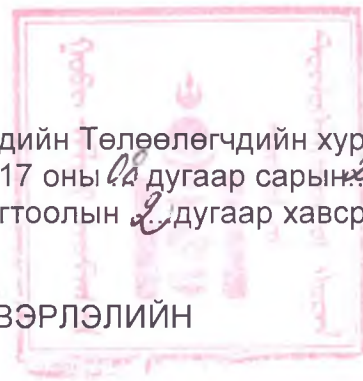 дийн Төлөөлөгчдийн хур
17 оны дугаар сарын
гтоолын 2 дугаар хавср
ВЭРЛЭЛИЙН